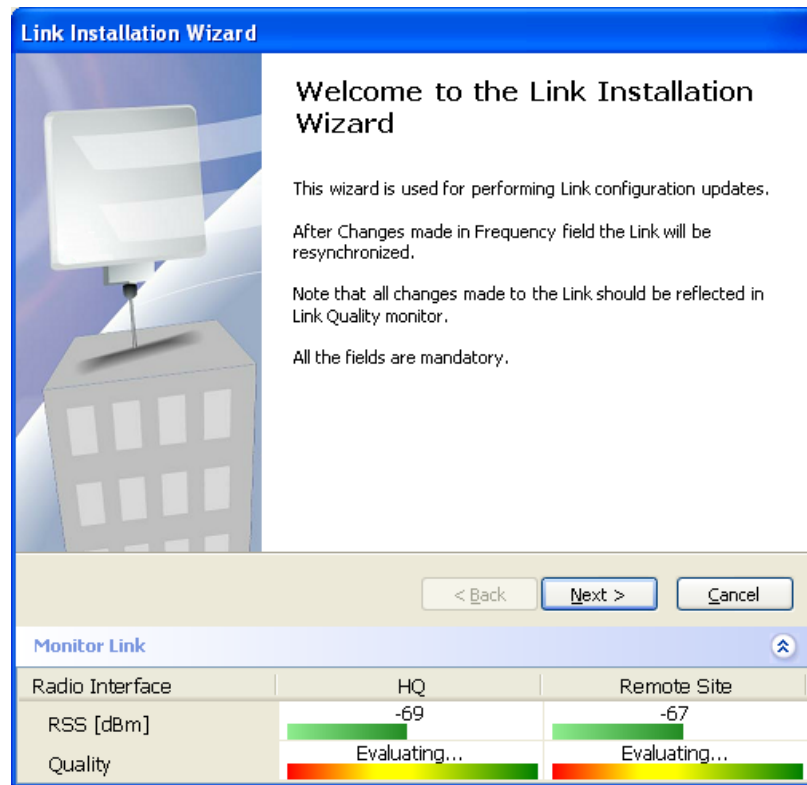 Link Installation Wizard
Welcome to the Link Installation
Wizard
This wizard is used for performing Link configuration updates.
After Changes made in Frequency field the Link will be
resynchronized.
Note that all changes made to the Link should be reflected in
Link Quality monitor.
All the fields are mandatory.
< Back Next > Cancel
Monitor Link
Radio Interface HQ Remote Site
RSS [dBm] -69 -67
Quality Evaluating... Evaluating...